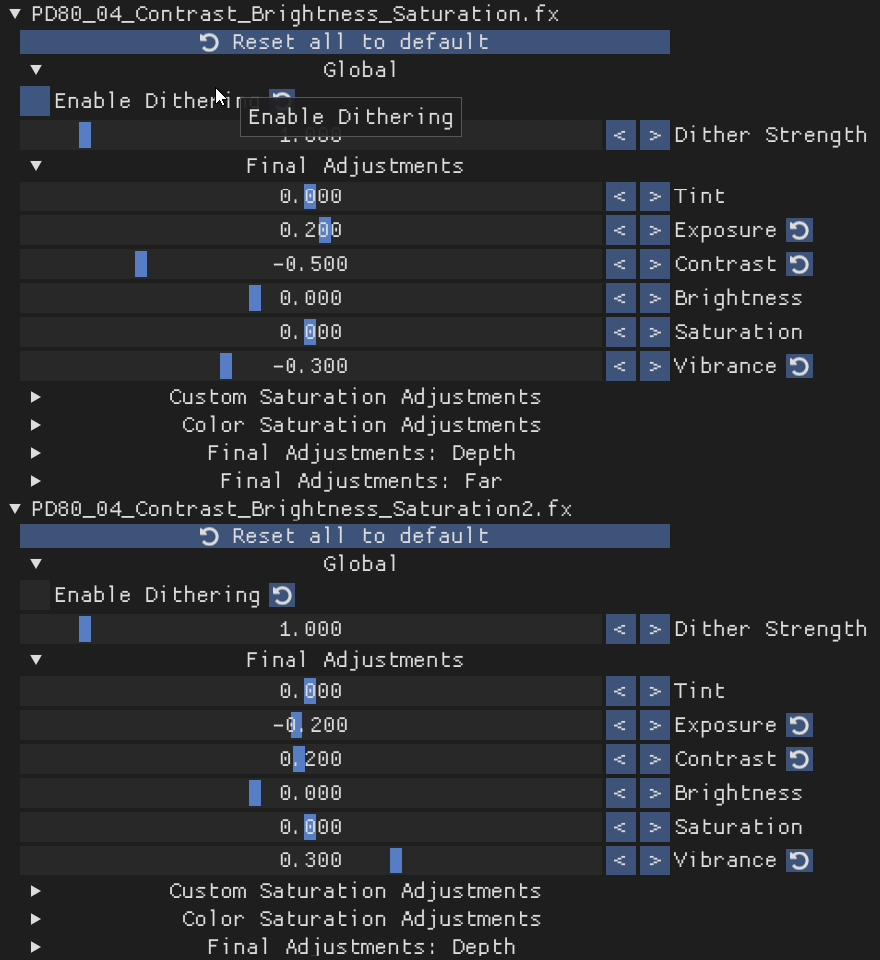 PD80_04_Contrast_Brightness_Saturation.fx
Reset all to default
Global
Enable Dithering
Enable Dithering
1.000 < > Dither Strength
Final Adjustments
0.000 < > Tint
0.200 < > Exposure
-0.500 < > Contrast
0.000 < > Brightness
0.000 < > Saturation
-0.300 < > Vibrance
Custom Saturation Adjustments
Color Saturation Adjustments
Final Adjustments: Depth
Final Adjustments: Far
PD80_04_Contrast_Brightness_Saturation2.fx
Reset all to default
Global
Enable Dithering
1.000 < > Dither Strength
Final Adjustments
0.000 < > Tint
-0.200 < > Exposure
0.200 < > Contrast
0.000 < > Brightness
0.000 < > Saturation
0.300 < > Vibrance
Custom Saturation Adjustments
Color Saturation Adjustments
Final Adjustments: Depth